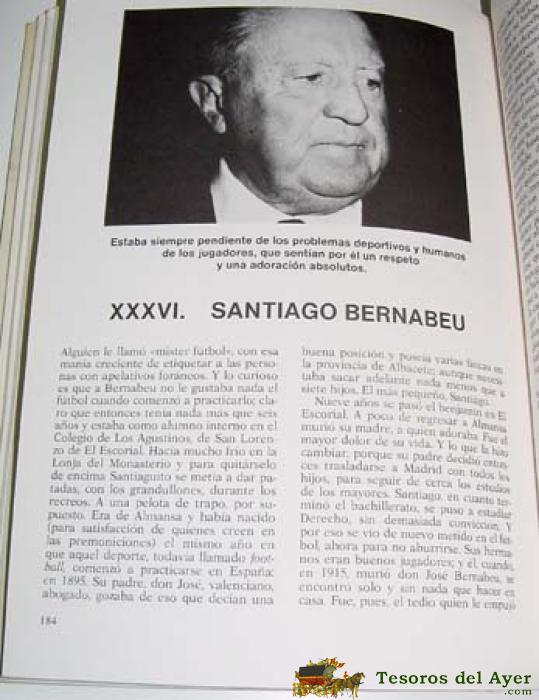 Estaba siempre pendiente de los problemas deportivos y humanos
de los jugadores, que sentían por él un respeto
y una adoración absolutos.
XXXVI. SANTIAGO BERNABEU
Alguien le llamó «mister fútbol», con esa
manía creciente de etiquetar a las perso-
nas con apelativos foráneos. Y lo curioso
es que a Bernabeu no le gustaba nada el
fútbol cuando comenzó a practicarlo; cla-
ro que entonces tenía nada más que seis
años y estaba como alumno interno en el
Colegio de Los Agustinos, de San Loren-
zo de El Escorial. Hacía mucho frío en la
Lonja del Monasterio y para quitárselo
de encima Santiaguito se metía a dar pa-
tadas, con los grandullones, durante los
recreos. A una pelota de trapo, por su-
puesto. Era de Almansa y había nacido
(para satisfacción de quienes creen en
las premoniciones) el mismo año en
que aquel deporte, todavía llamado foot-
ball, comenzó a practicarse en España:
en 1895. Su padre, don José, valenciano,
abogado, gozaba de eso que decían una
buena posición y poseía varias fincas en
la provincia de Albacete; aunque necesi-
taba sacar adelante nada menos que a
siete hijos. El más pequeño, Santiago.
Nueve años se pasó el benjamín en El
Escorial. A poco de regresar a Almansa
murió su madre, a quien adoraba. Fue el
mayor dolor de su vida. Y lo que la hizo
cambiar, porque su padre decidió enton-
ces trasladarse a Madrid con todos los
hijos, para seguir de cerca los estudios
de los mayores. Santiago, en cuanto ter-
minó el bachillerato, se puso a estudiar
Derecho, sin demasiada convicción. Y
por eso se vio de nuevo metido en el fút-
bol, ahora para no aburrirse. Sus herma-
nos eran buenos jugadores; y él, cuando,
en 1915, murió don José Bernabeu, se
encontró solo y sin nada que hacer en
casa. Fue, pues, el tedio quien le empujó
184
Tesoros del Ayer
.com